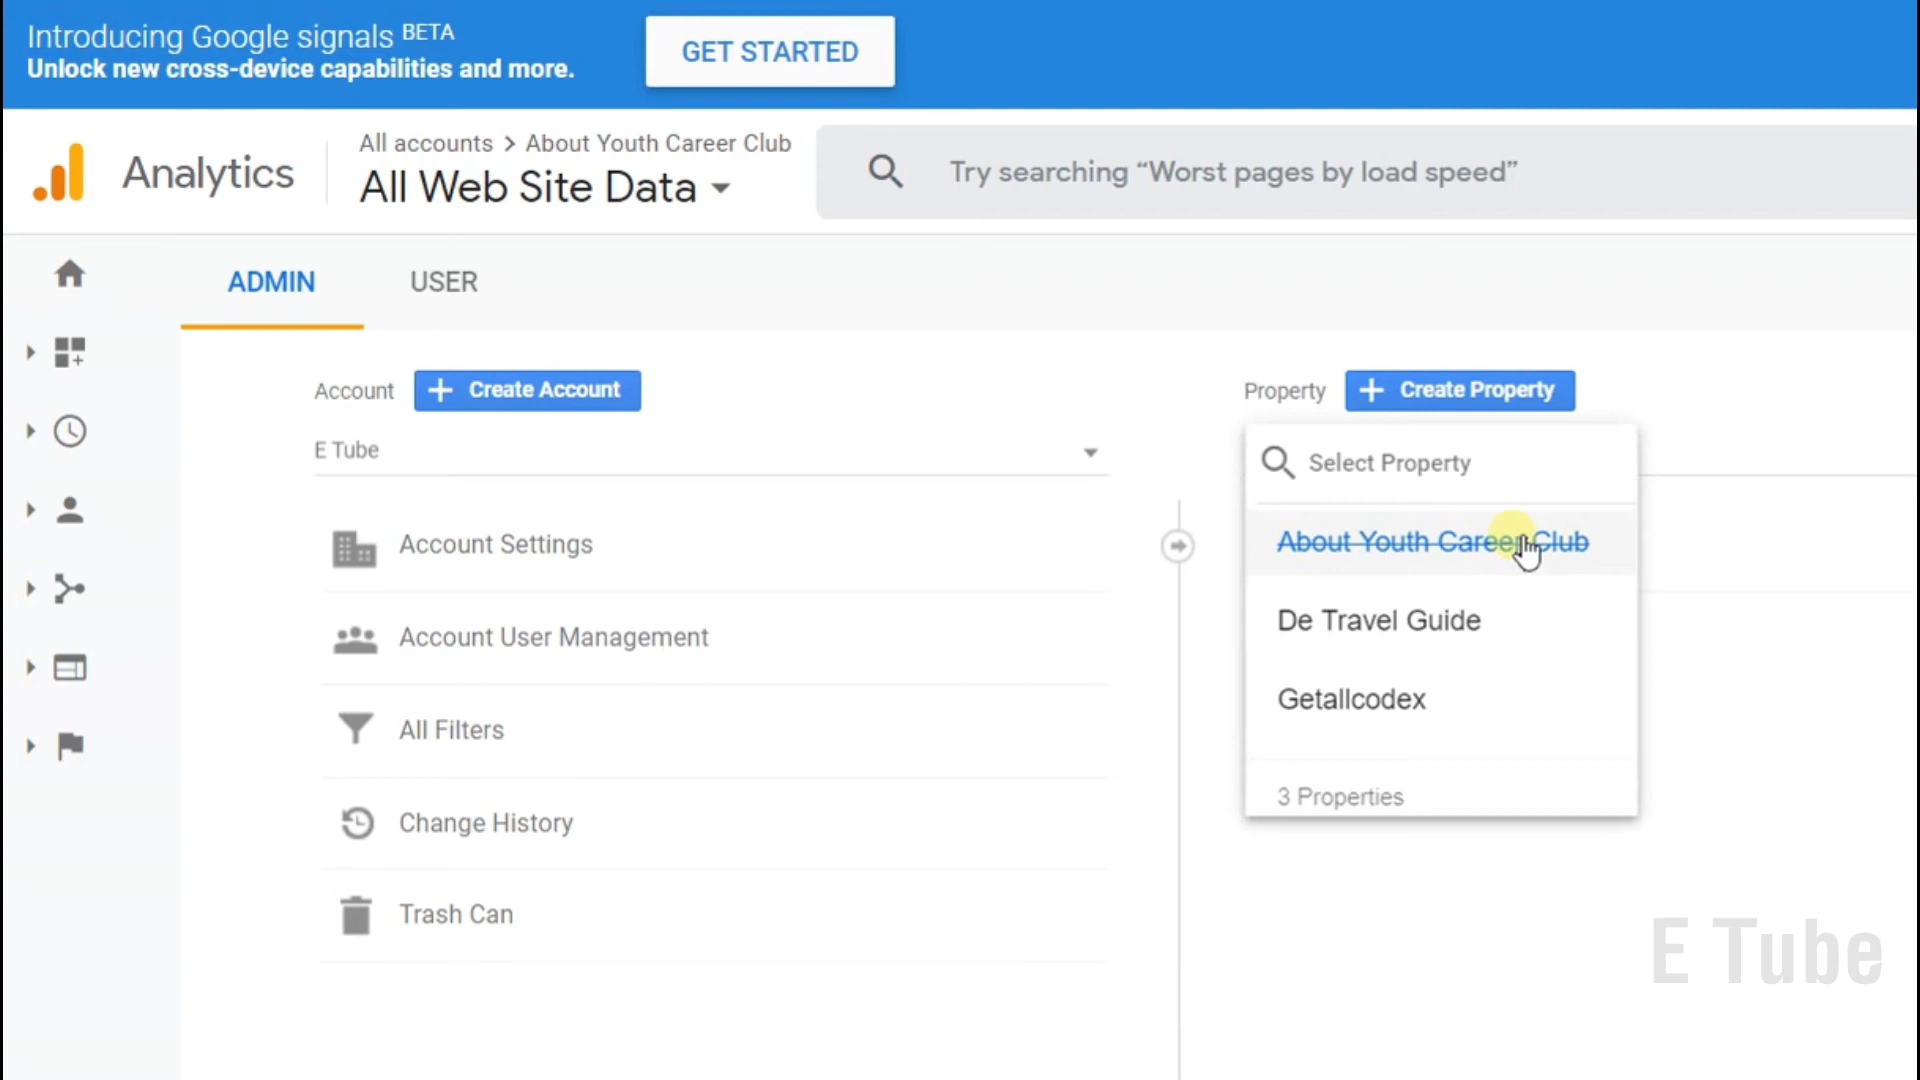 Introducing Google signals BETA
Unlock new cross-device capabilities and more.
GET STARTED
Analytics
All accounts > About Youth Career Club
All Web Site Data
Try searching “Worst pages by load speed”
ADMIN
USER
Account
+ Create Account
E Tube
Account Settings
Account User Management
All Filters
Change History
Trash Can
Property
+ Create Property
Select Property
About Youth Career Club
De Travel Guide
Getallcodex
3 Properties
E Tube